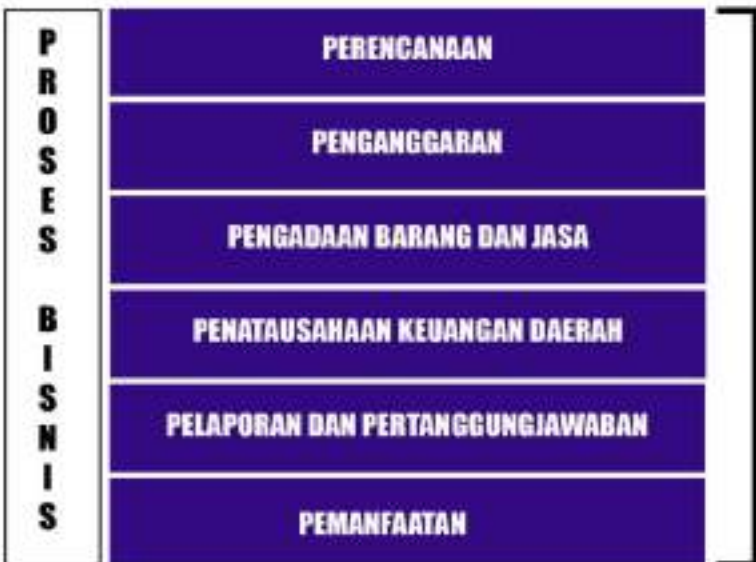 PROSES BISNIS
PERENCANAAN
PENGANGGARAN
PENGADAAN BARANG DAN JASA
PENATAUSAHAAN KEUANGAN DAERAH
PELAPORAN DAN PERTANGGUNGJAWABAN
PEMANFAATAN